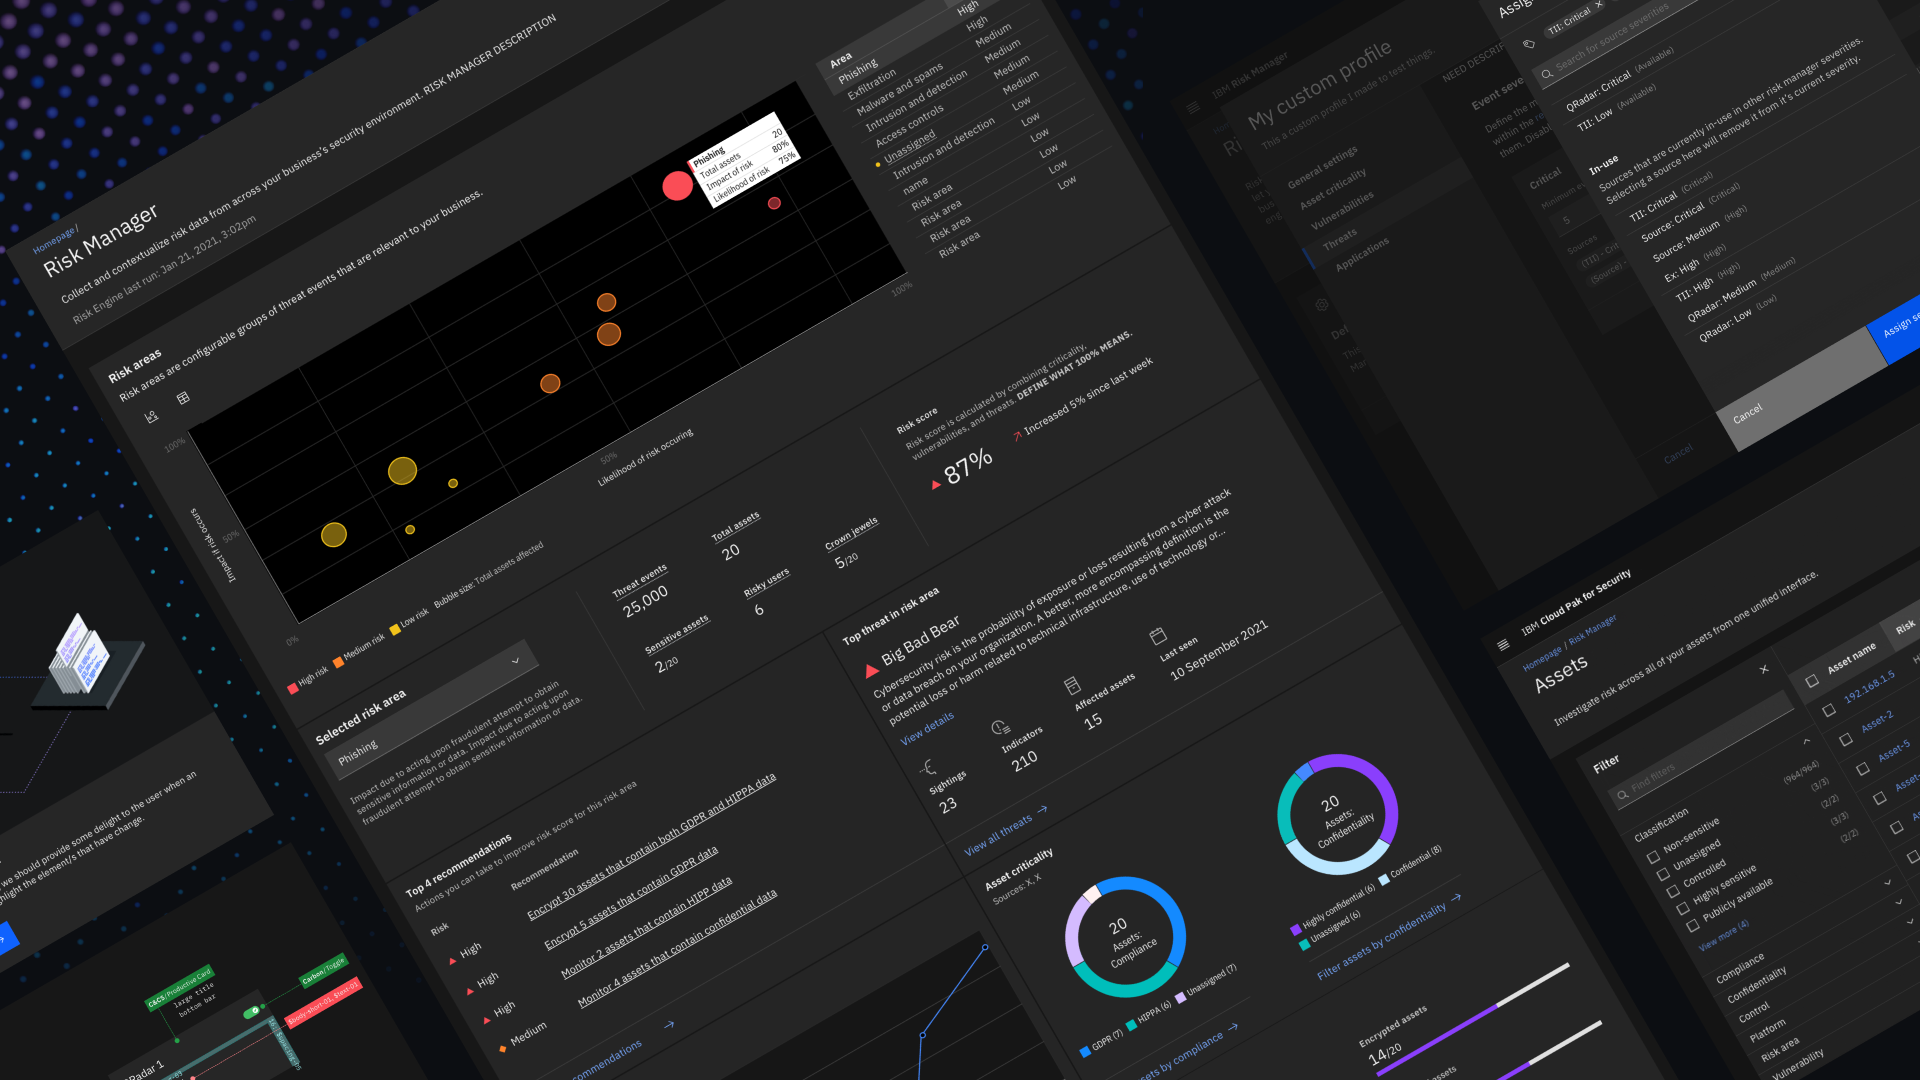 Homepage /
Risk Manager
Collect and contextualize risk data from across your business's security environment. RISK MANAGER DESCRIPTION
Risk Engine last run: Jan 21, 2021, 3:02pm
Risk areas
Risk areas are configurable groups of threat events that are relevant to your business.
100%
50%
0%
Impact if risk occurs
50%
100%
Likelihood of risk occuring
Phishing
Total assets 20
Impact of risk 80%
Likelihood of risk 75%
High risk
Medium risk
Low risk
Bubble size: Total assets affected
Area
Phishing High
Exfiltration High
Malware and spams Medium
Intrusion and detection Medium
Access controls Medium
Unassigned Medium
Intrusion and detection name Low
Low
Risk area Low
Risk area Low
Risk area Low
Risk area Low
Selected risk area
Phishing
Impact due to acting upon fraudulent attempt to obtain
sensitive information or data. Impact due to acting upon
fraudulent attempt to obtain sensitive information or data.
Threat events
25,000
Total assets
20
Sensitive assets
2/20
Risky users
6
Crown jewels
5/20
Risk score
Risk score is calculated by combining criticality,
vulnerabilities, and threats. DEFINE WHAT 100% MEANS.
87%
Increased 5% since last week
Top 4 recommendations
Actions you can take to improve risk score for this risk area
Risk
Recommendation
High
Encrypt 30 assets that contain both GDPR and HIPPA data
High
Encrypt 5 assets that contain GDPR data
High
Monitor 2 assets that contain HIPP data
Medium
Monitor 4 assets that contain confidential data
Top threat in risk area
Big Bad Bear
Cybersecurity risk is the probability of exposure or loss resulting from a cyber attack
or data breach on your organization. A better, more encompassing definition is the
potential loss or harm related to technical infrastructure, use of technology or...
View details
Sightings
23
Indicators
210
Affected assets
15
Last seen
10 September 2021
View all threats
Asset criticality
Sources: X, X
20
Assets:
Compliance
GDPR (7)
HIPPA (6)
Unassigned (7)
20
Assets:
Confidentiality
Highly confidential (6)
Confidential (8)
Unassigned (6)
Filter assets by confidentiality
by compliance
Encrypted assets
14/20
IBM Risk Manager
My custom profile
This is a custom profile I made to test things.
General settings
Asset criticality
Vulnerabilities
Threats
Applications
Event
Critical
5
Sources
Cancel
TII: Critical
Search for source severities
QRadar: Critical (Available)
TII: Low (Available)
In-use
Sources that are currently in-use in other risk manager severities.
Selecting a source here will remove it from it's current severity.
TII: Critical (Critical)
Source: Critical (Critical)
Source: Medium (High)
Ex: High (High)
TII: High (High)
QRadar: Medium (Medium)
QRadar: Low (Low)
Cancel
Assign
IBM Cloud Pak for Security
Homepage / Risk Manager
Assets
Investigate risk across all of your assets from one unified interface.
Filter
Find filters
Classification
(964/964)
Non-sensitive (3/3)
Unassigned (2/2)
Controlled (3/3)
Highly sensitive (2/2)
Publicly available
View more (4)
Compliance
Confidentiality
Control
Platform
Risk area
Vulnerability
Asset name
Risk
192.168.1.5
Asset-2
Asset-5
we should provide some delight to the user when an
highlight the element/s that have change.
C&CS/Productive Card
large title
bottom bar
Carbon/Toggle
$body-short-01, $text-01
QRadar 1